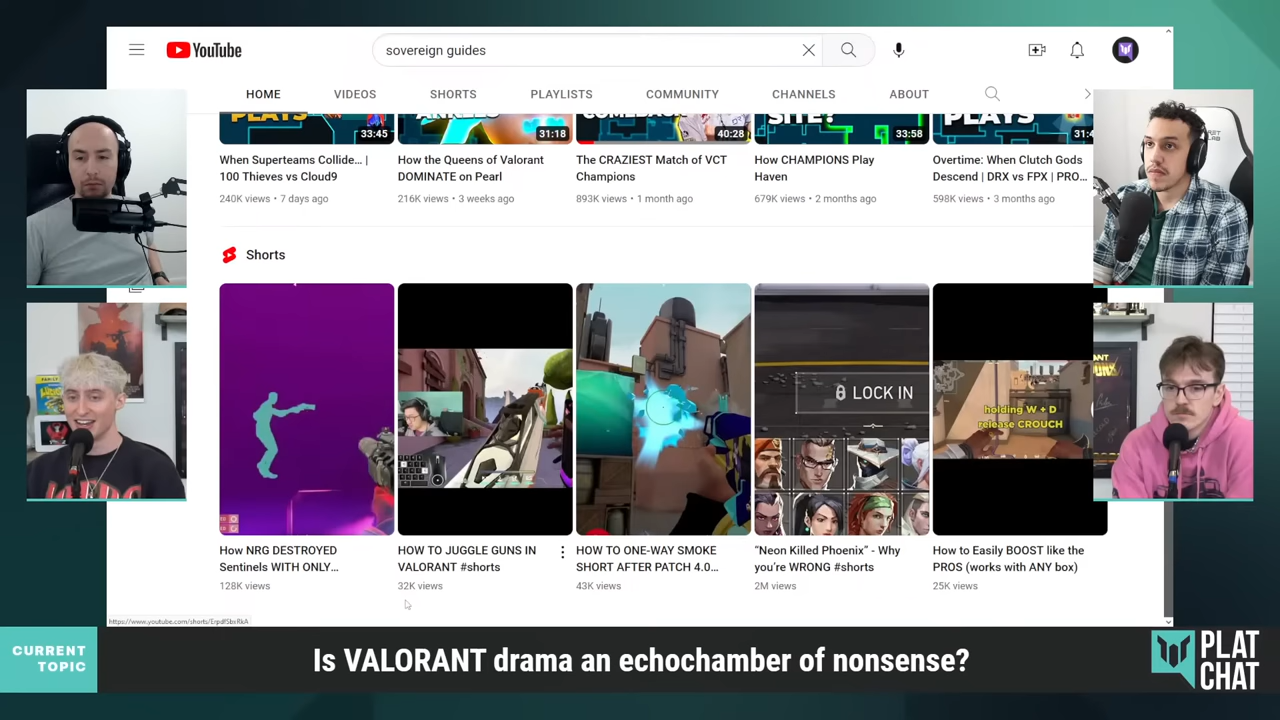 YouTube
sovereign guides
HOME
VIDEOS
SHORTS
PLAYLISTS
COMMUNITY
CHANNELS
ABOUT
PLAYS
33:45
31:18
40:28
SITE?
33:58
PLAYS
When Superteams Collide... |
100 Thieves vs Cloud9
240K views • 7 days ago
How the Queens of Valorant
DOMINATE on Pearl
216K views • 3 weeks ago
The CRAZIEST Match of VCT
Champions
893K views • 1 month ago
How CHAMPIONS Play
Haven
679K views • 2 months ago
Overtime: When Clutch Gods
Descend | DRX vs FPX | PRO...
598K views • 3 months ago
Shorts
LOCK IN
holding W + D
release CROUCH
How NRG DESTROYED
Sentinels WITH ONLY...
128K views
HOW TO JUGGLE GUNS IN
VALORANT #shorts
32K views
HOW TO ONE-WAY SMOKE
SHORT AFTER PATCH 4.0...
43K views
“Neon Killed Phoenix” - Why
you're WRONG #shorts
2M views
How to Easily BOOST like the
PROS (works with ANY box)
25K views
CURRENT
TOPIC
Is VALORANT drama an echochamber of nonsense?
PLAT
CHAT